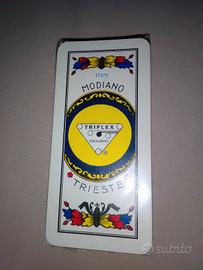 17279
MODIANO
TRIPLEX
TRIESTE
subito